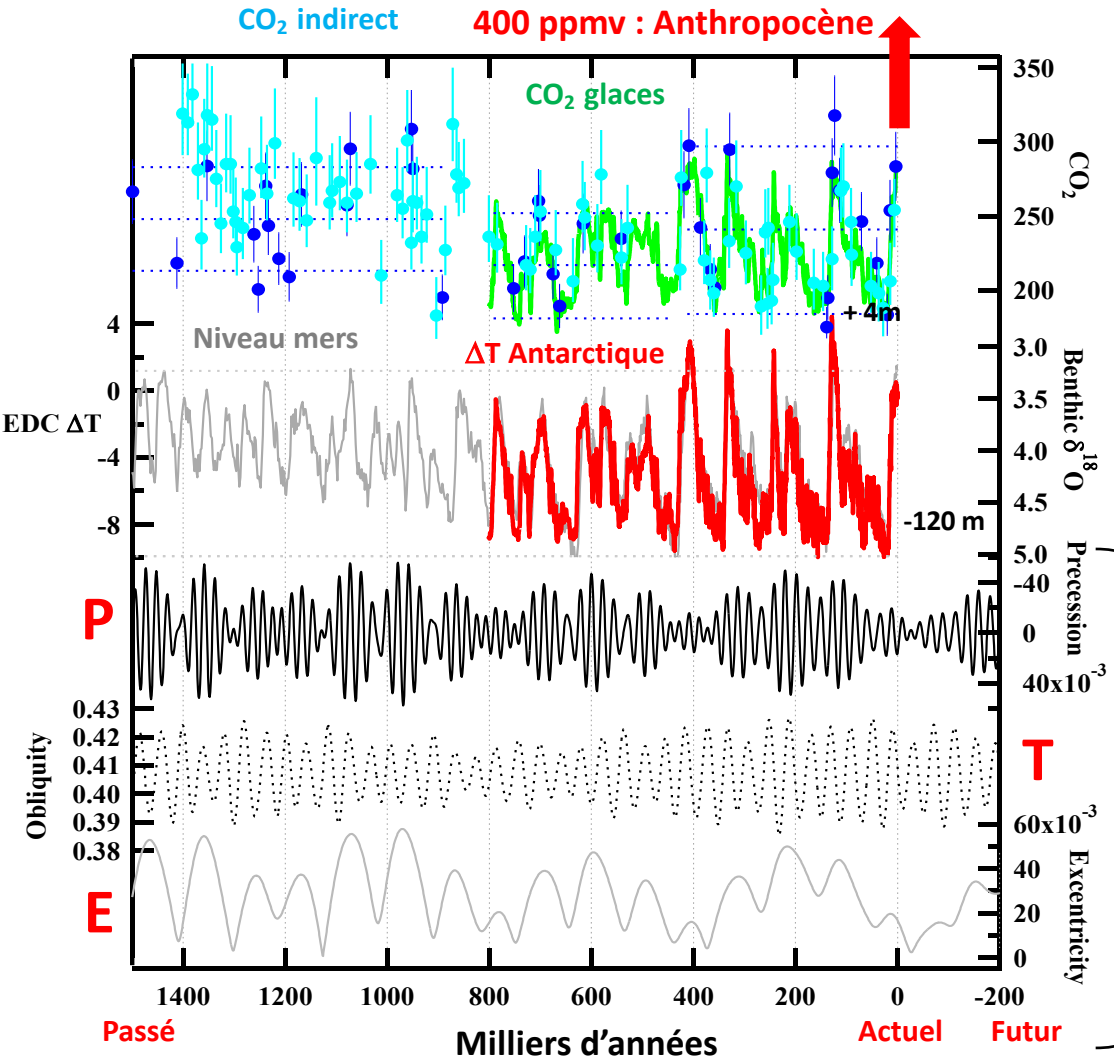 CO₂ indirect
400 ppmv : Anthropocène
CO₂ glaces
350
300
250
200
CO₂
+ 4m
Niveau mers
ΔT Antarctique
EDC ΔT
4
0
-4
-8
3.0
3.5
4.0
4.5
5.0
Benthic δ¹⁸O
-120 m
P
-40
0
40x10⁻³
Precession
0.43
0.42
0.41
0.40
0.39
0.38
Obliquity
T
E
60x10⁻³
40
20
0
Excentricity
1400
1200
1000
800
600
400
200
0
-200
Passé
Milliers d'années
Actuel
Futur